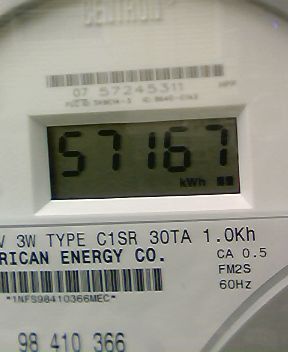 CENTRON
07 57245311
57167
kWh
V 3W TYPE C1SR 30TA 1.0Kh
RICAN ENERGY CO.
CA 0.5
FM2S
60Hz
*1NFS98410366MEC*
98 410 366